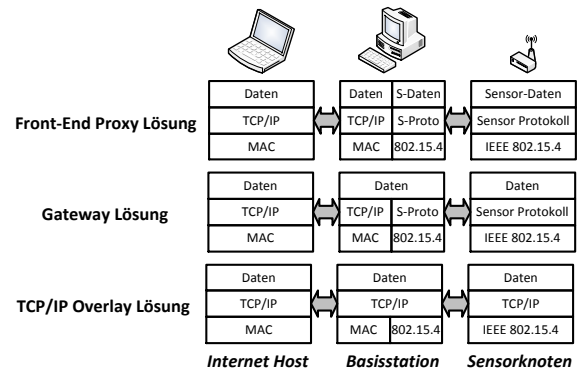 Daten Daten S-Daten Sensor-Daten
Front-End Proxy Lösung TCP/IP TCP/IP S-Proto Sensor Protokoll
MAC MAC 802.15.4 IEEE 802.15.4
Daten Daten Daten
Gateway Lösung TCP/IP TCP/IP S-Proto Sensor Protokoll
MAC MAC 802.15.4 IEEE 802.15.4
Daten Daten Daten
TCP/IP Overlay Lösung TCP/IP TCP/IP TCP/IP
MAC MAC 802.15.4 IEEE 802.15.4
Internet Host Basisstation Sensorknoten